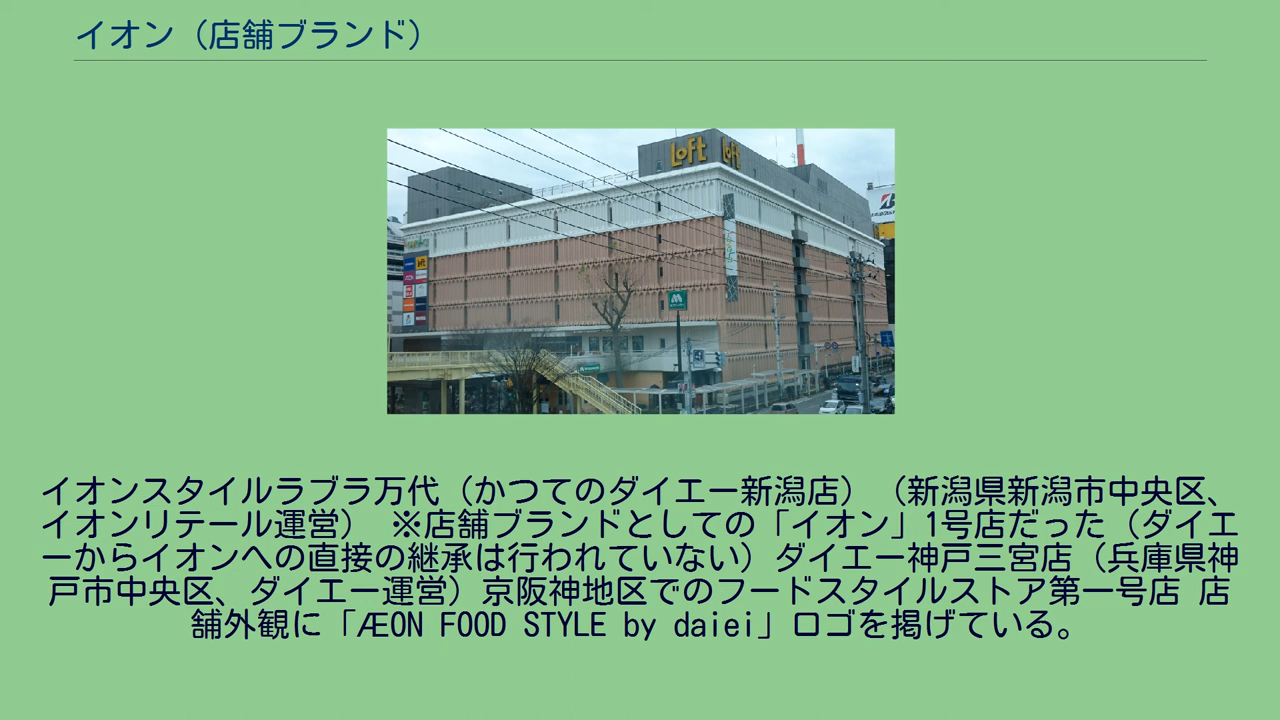 イオン（店舗ブランド）
Loft Loft
イオンスタイルラブラ万代（かつてのダイエー新潟店）（新潟県新潟市中央区、
イオンリテール運営） ※店舗ブランドとしての「イオン」1号店だった（ダイエ
ーからイオンへの直接の継承は行われていない）ダイエー神戸三宮店（兵庫県神
戸市中央区、ダイエー運営）京阪神地区でのフードスタイルストア第一号店 店
舗外観に「ÆON FOOD STYLE by daiei」ロゴを掲げている。